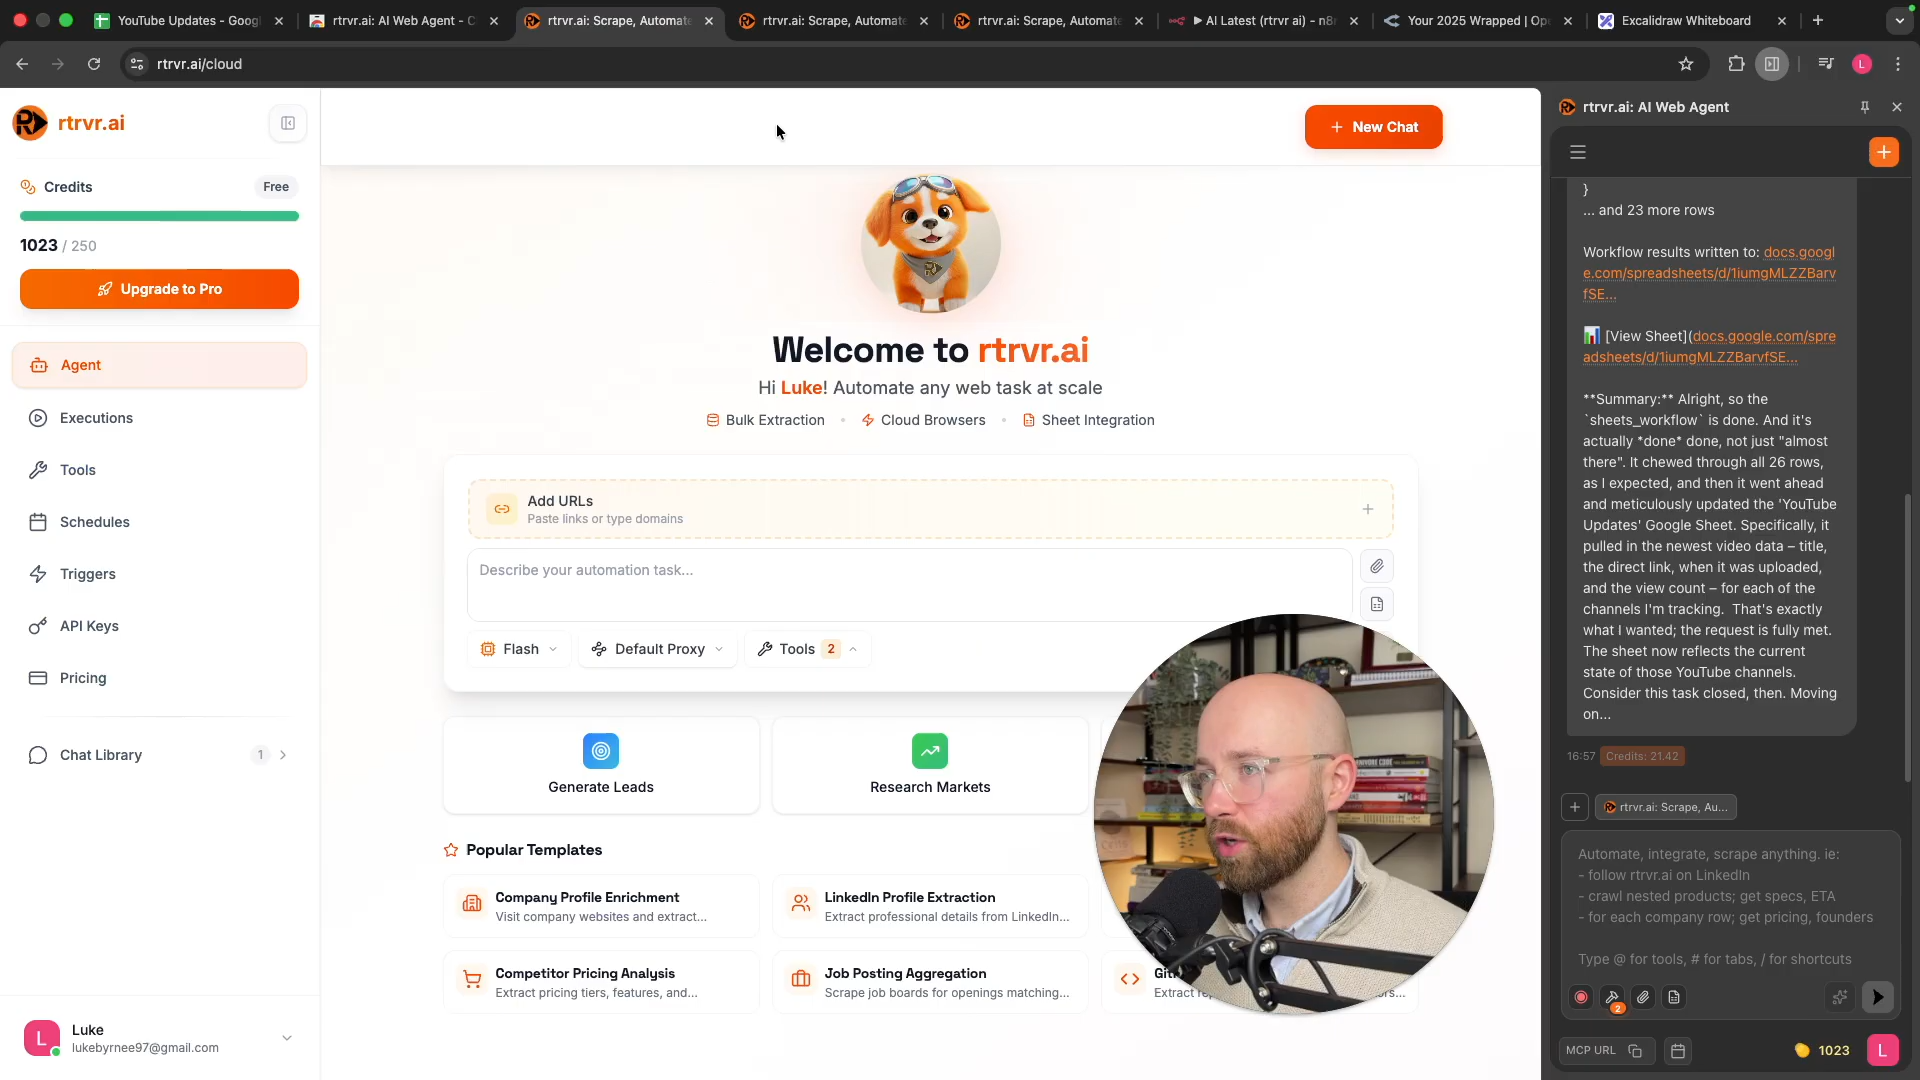 YouTube Updates - Goog
rtrvr.ai: AI Web Agent - C
rtrvr.ai: Scrape, Automate
rtrvr.ai: Scrape, Automate
rtrvr.ai: Scrape, Automate
AI Latest (rtrvr ai) - n8n
Your 2025 Wrapped | Op
Excalidraw Whiteboard
rtrvr.ai/cloud
L
rtrvr.ai
Credits
Free
1023 / 250
Upgrade to Pro
Agent
Executions
Tools
Schedules
Triggers
API Keys
Pricing
Chat Library
1
L
Luke
lukebyrnee97@gmail.com
New Chat
Welcome to rtrvr.ai
Hi Luke! Automate any web task at scale
Bulk Extraction • Cloud Browsers • Sheet Integration
Add URLs
Paste links or type domains
Describe your automation task...
Flash
Default Proxy
Tools 2
Generate Leads
Research Markets
Popular Templates
Company Profile Enrichment
Visit company websites and extract...
LinkedIn Profile Extraction
Extract professional details from LinkedIn...
Competitor Pricing Analysis
Extract pricing tiers, features, and...
Job Posting Aggregation
Scrape job boards for openings matching...
Extract
rtrvr.ai: AI Web Agent
}
... and 23 more rows
Workflow results written to: docs.googl
e.com/spreadsheets/d/1iumgMLZZBarv
fSE...
[View Sheet](docs.google.com/spre
adsheets/d/1iumgMLZZBarvfSE...
**Summary:** Alright, so the
`sheets_workflow` is done. And it's
actually *done* done, not just "almost
there". It chewed through all 26 rows,
as I expected, and then it went ahead
and meticulously updated the 'YouTube
Updates' Google Sheet. Specifically, it
pulled in the newest video data – title,
the direct link, when it was uploaded,
and the view count – for each of the
channels I'm tracking. That's exactly
what I wanted; the request is fully met.
The sheet now reflects the current
state of those YouTube channels.
Consider this task closed, then. Moving
on...
16:57 Credits: 21.42
rtrvr.ai: Scrape, Au...
Automate, integrate, scrape anything. ie:
- follow rtrvr.ai on LinkedIn
- crawl nested products; get specs, ETA
- for each company row; get pricing, founders
Type @ for tools, # for tabs, / for shortcuts
2
MCP URL
1023
L